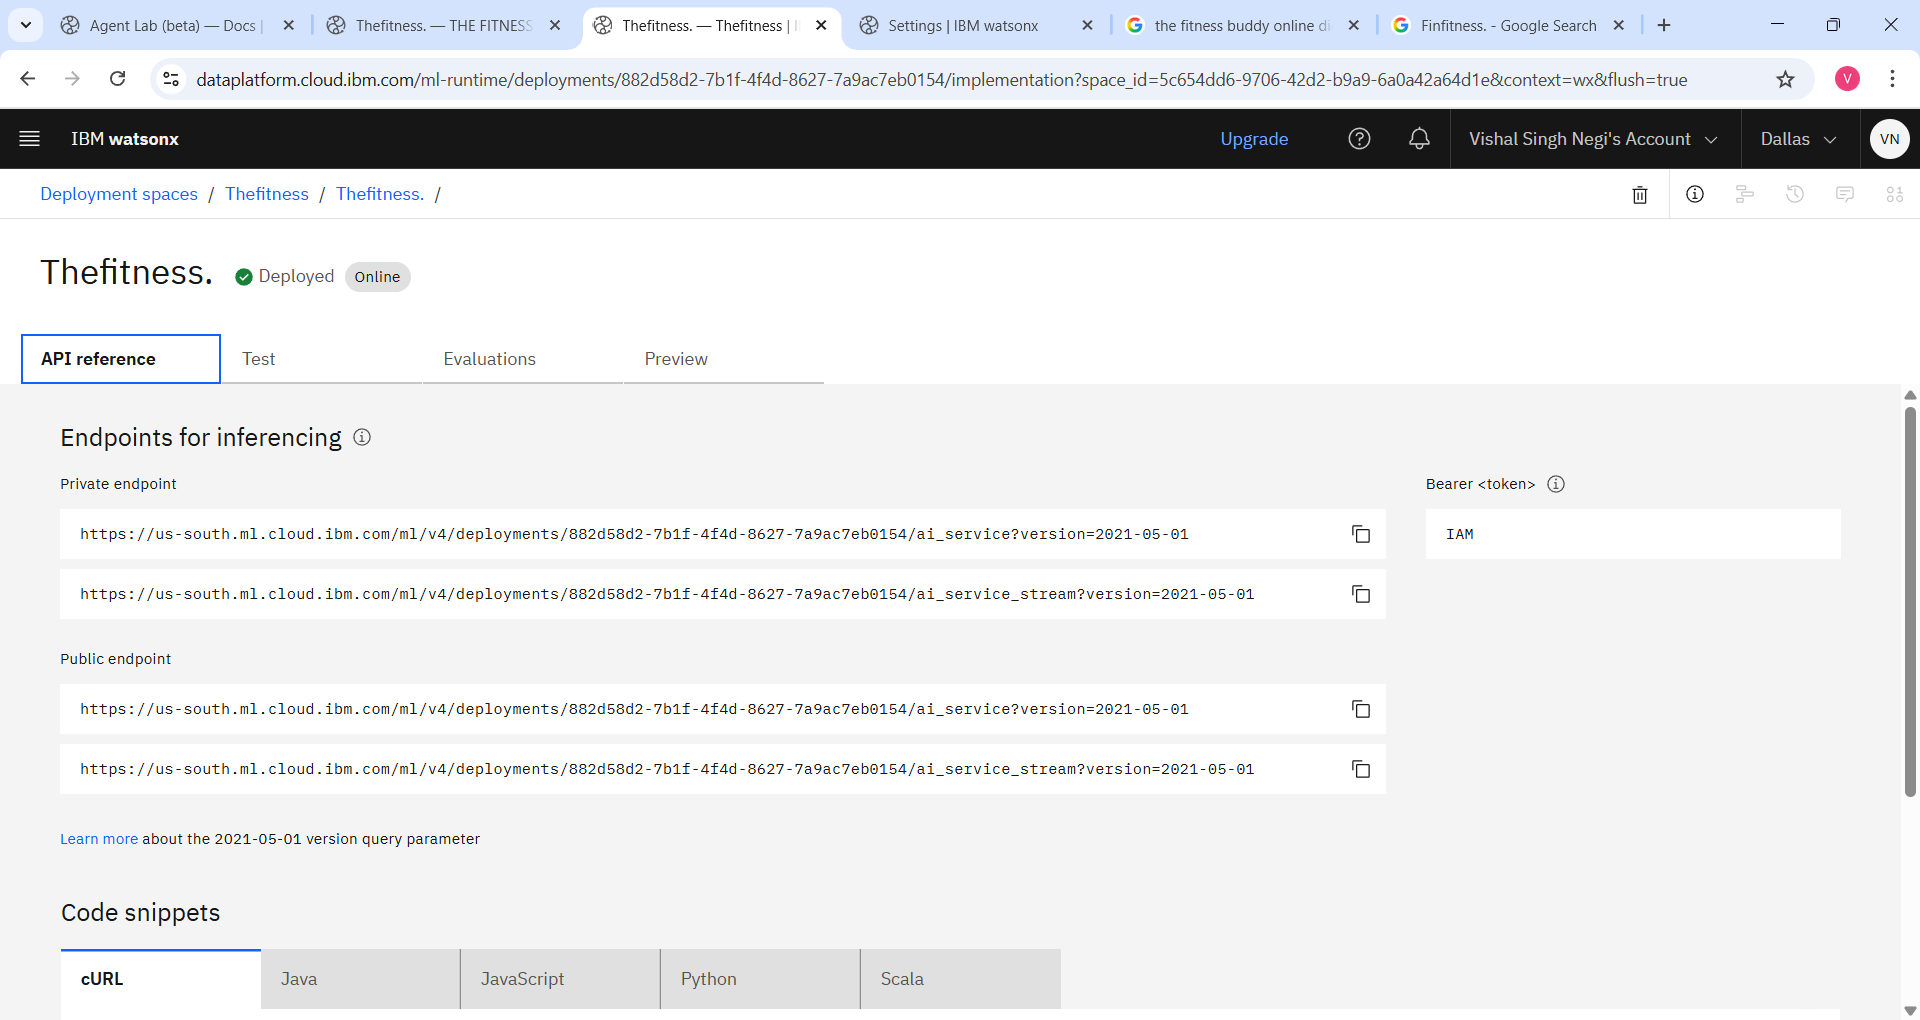 Agent Lab (beta) — Docs |
Thefitness. — THE FITNESS
Thefitness. — Thefitness |
Settings | IBM watsonx
the fitness buddy online di
Finfitness. - Google Search
dataplatform.cloud.ibm.com/ml-runtime/deployments/882d58d2-7b1f-4f4d-8627-7a9ac7eb0154/implementation?space_id=5c654dd6-9706-42d2-b9a9-6a0a42a64d1e&context=wx&flush=true
V
IBM watsonx
Upgrade
Vishal Singh Negi's Account
Dallas
VN
Deployment spaces / Thefitness / Thefitness. /
Thefitness.
Deployed
Online
API reference
Test
Evaluations
Preview
Endpoints for inferencing
Private endpoint
Bearer <token>
https://us-south.ml.cloud.ibm.com/ml/v4/deployments/882d58d2-7b1f-4f4d-8627-7a9ac7eb0154/ai_service?version=2021-05-01
IAM
https://us-south.ml.cloud.ibm.com/ml/v4/deployments/882d58d2-7b1f-4f4d-8627-7a9ac7eb0154/ai_service_stream?version=2021-05-01
Public endpoint
https://us-south.ml.cloud.ibm.com/ml/v4/deployments/882d58d2-7b1f-4f4d-8627-7a9ac7eb0154/ai_service?version=2021-05-01
https://us-south.ml.cloud.ibm.com/ml/v4/deployments/882d58d2-7b1f-4f4d-8627-7a9ac7eb0154/ai_service_stream?version=2021-05-01
Learn more about the 2021-05-01 version query parameter
Code snippets
cURL
Java
JavaScript
Python
Scala